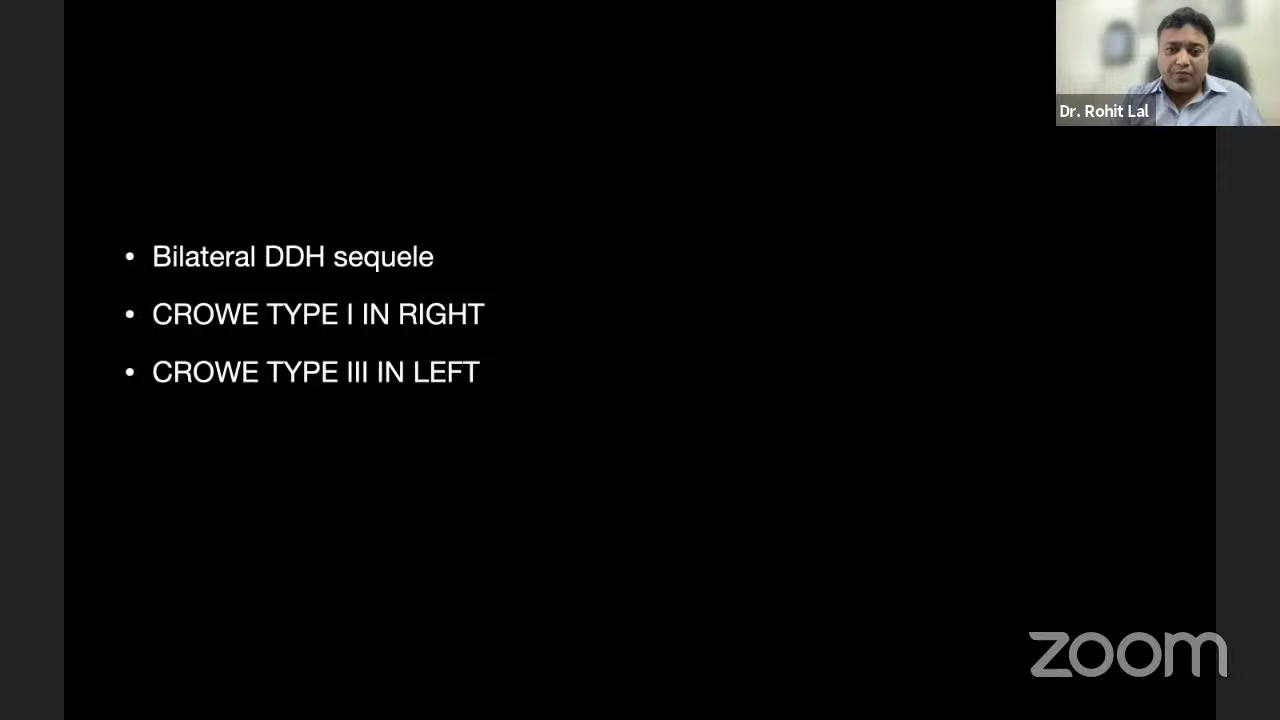 Dr. Rohit Lal
• Bilateral DDH sequele
• CROWE TYPE I IN RIGHT
• CROWE TYPE III IN LEFT
zoom